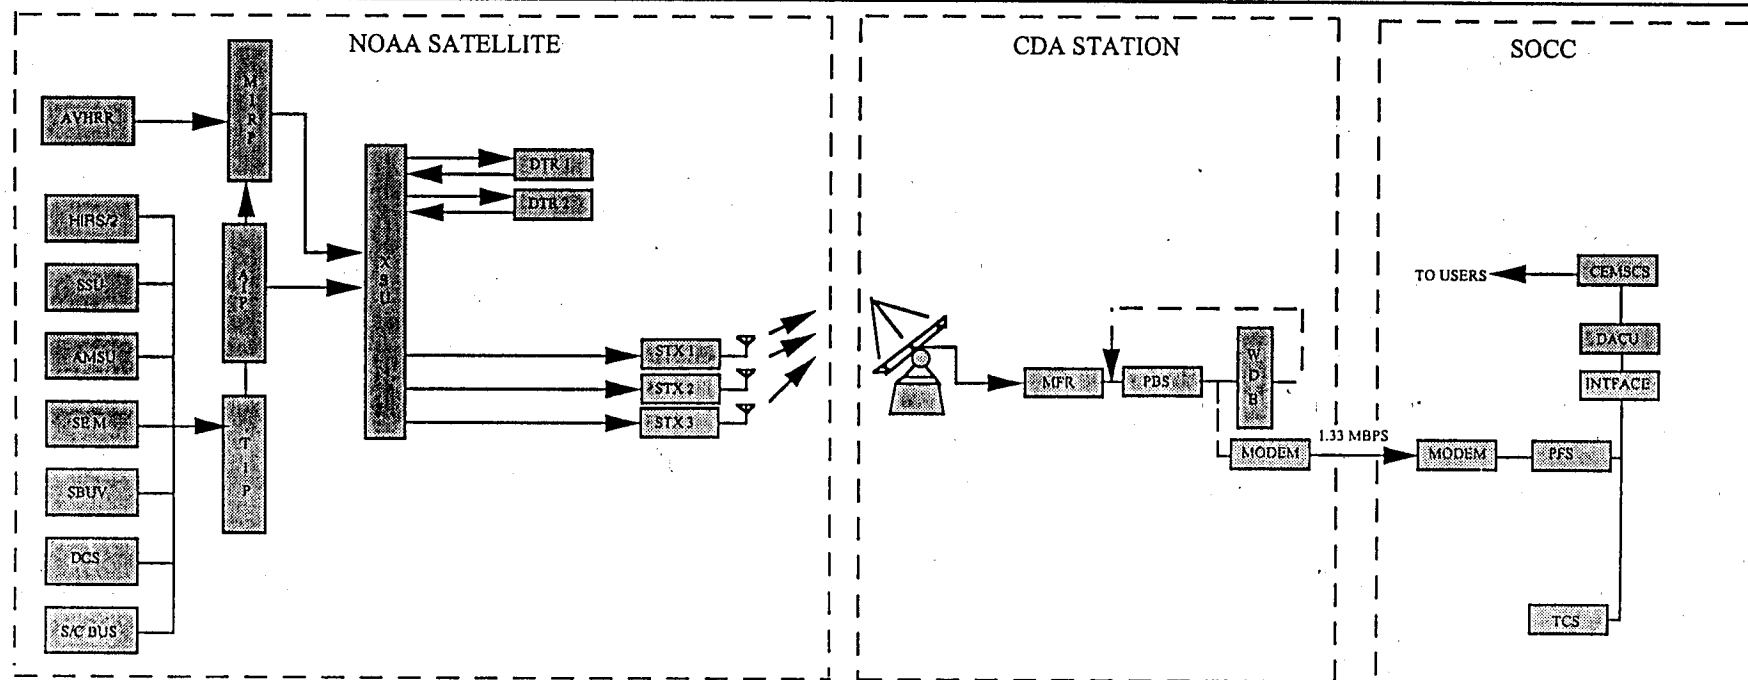 NOAA SATELLITE
CDA STATION
SOCC
AVHRR
MIRP
HIRS/2
SSU
AMSU
SEM
SBUV
DCS
S/C BUS
AIP
TIP
XSU
DTR 1
DTR 2
STX 1
STX 2
STX 3
MFR
PBS
WDB
MODEM
1.33 MBPS
MODEM
PFS
TO USERS
CEMSCS
DACU
INTFACE
TCS